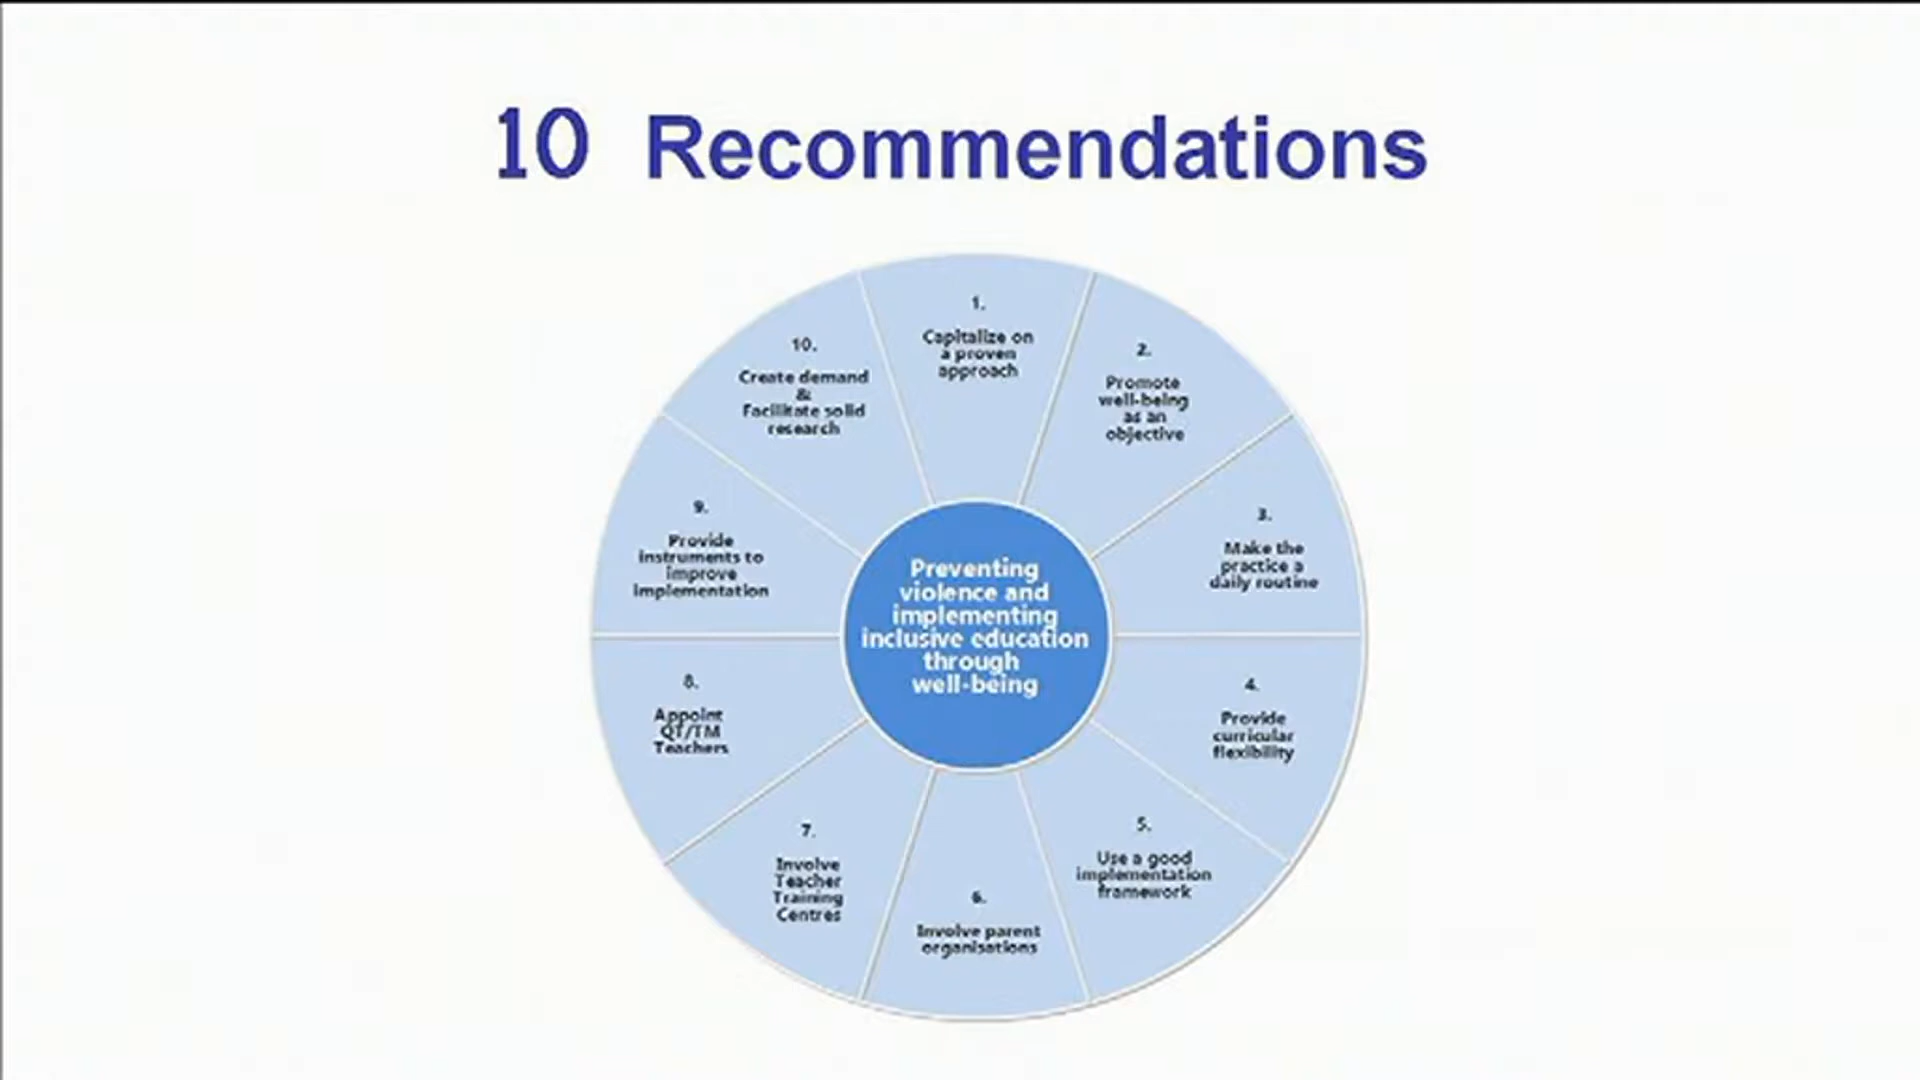 10 Recommendations
1.
Capitalize on
a proven
approach
2.
Promote
well-being
as an
objective
3.
Make the
practice a
daily routine
4.
Provide
curricular
flexibility
5.
Use a good
implementation
framework
6.
Involve parent
organisations
7.
Involve
Teacher
Training
Centres
8.
Appoint
QT/TM
Teachers
9.
Provide
instruments to
improve
implementation
10.
Create demand
&
Facilitate solid
research
Preventing
violence and
implementing
inclusive education
through
well-being